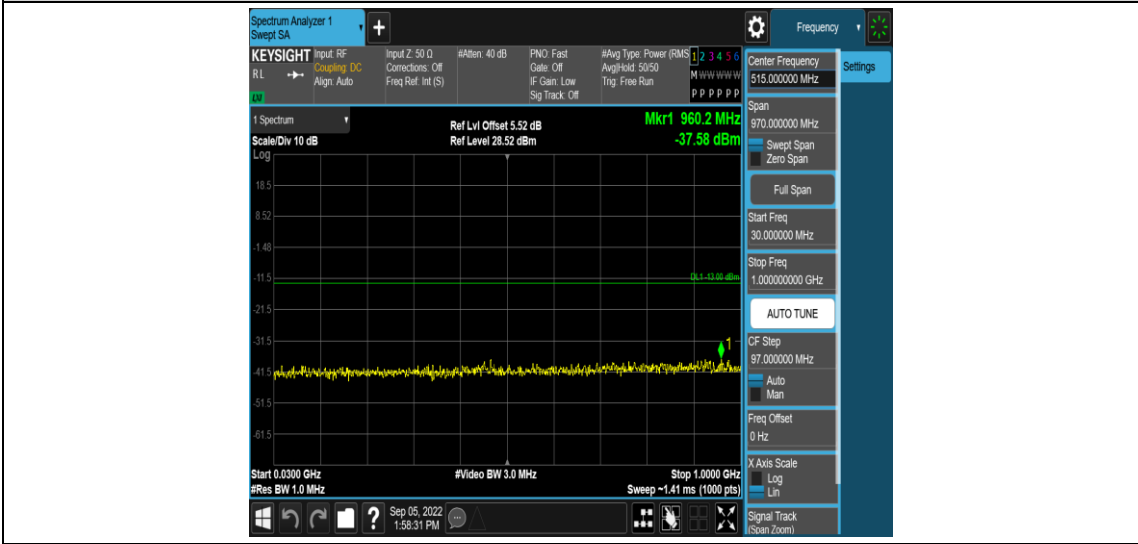 Spectrum Analyzer 1
Swept SA
+
Frequency
KEYSIGHT
RL
Input: RF
Coupling: DC
Align: Auto
Input Z: 50 Ω
Corrections: Off
Freq Ref: Int (S)
#Atten: 40 dB
PNO: Fast
Gate: Off
IF Gain: Low
Sig Track: Off
#Avg Type: Power (RMS
Avg|Hold: 50/50
Trig: Free Run
1 2 3 4 5 6
M W W W W W
P P P P P P
1 Spectrum
Scale/Div 10 dB
Log
Ref Lvl Offset 5.52 dB
Ref Level 28.52 dBm
Mkr1 960.2 MHz
-37.58 dBm
18.5
8.52
-1.48
-11.5
-21.5
-31.5
-41.5
-51.5
-61.5
DL1 -13.00 dBm
1
Start 0.0300 GHz
#Res BW 1.0 MHz
#Video BW 3.0 MHz
Stop 1.0000 GHz
Sweep ~1.41 ms (1000 pts)
?
Sep 05, 2022
1:58:31 PM
Center Frequency
515.000000 MHz
Settings
Span
970.000000 MHz
Swept Span
Zero Span
Full Span
Start Freq
30.000000 MHz
Stop Freq
1.000000000 GHz
AUTO TUNE
CF Step
97.000000 MHz
Auto
Man
Freq Offset
0 Hz
X Axis Scale
Log
Lin
Signal Track
(Span Zoom)